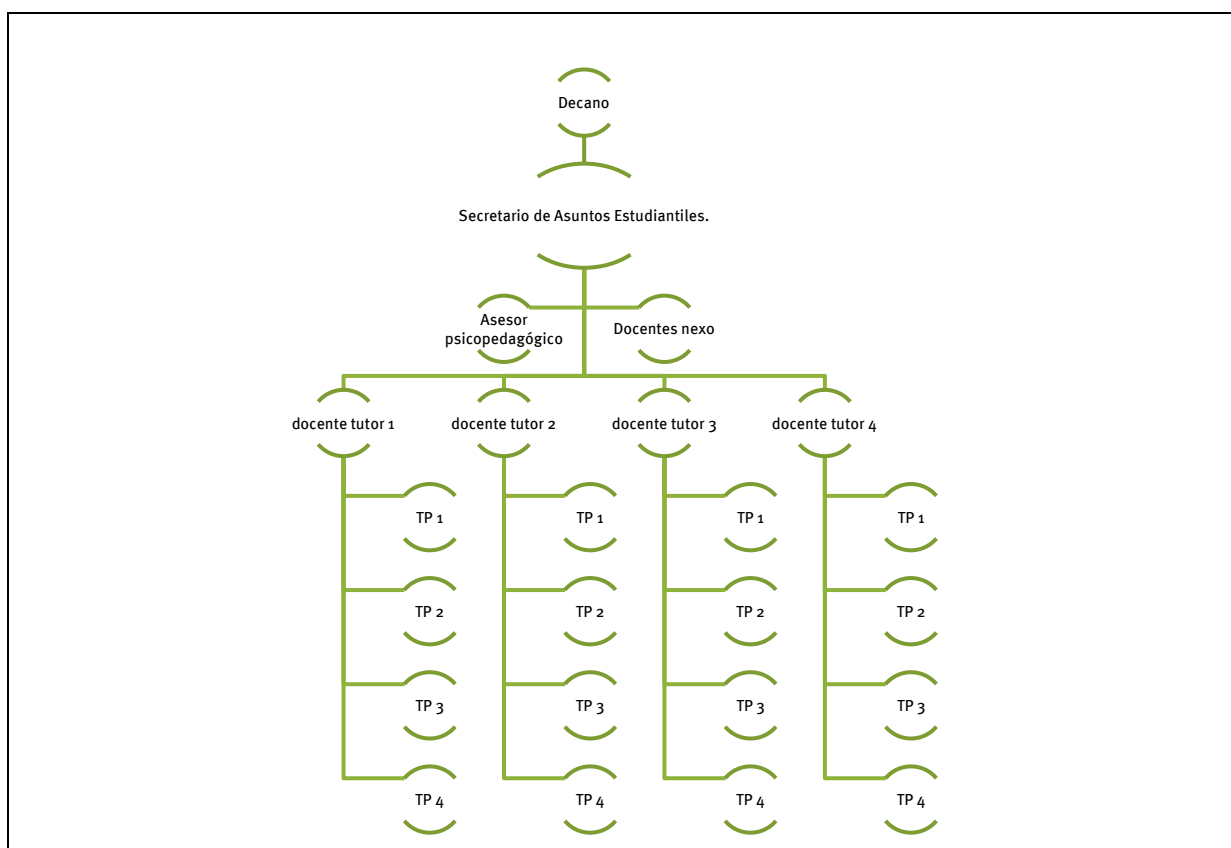 Decano
Secretario de Asuntos Estudiantiles.
Asesor
psicopedagógico
Docentes nexo
docente tutor 1
docente tutor 2
docente tutor 3
docente tutor 4
TP 1
TP 1
TP 1
TP 1
TP 2
TP 2
TP 2
TP 2
TP 3
TP 3
TP 3
TP 3
TP 4
TP 4
TP 4
TP 4